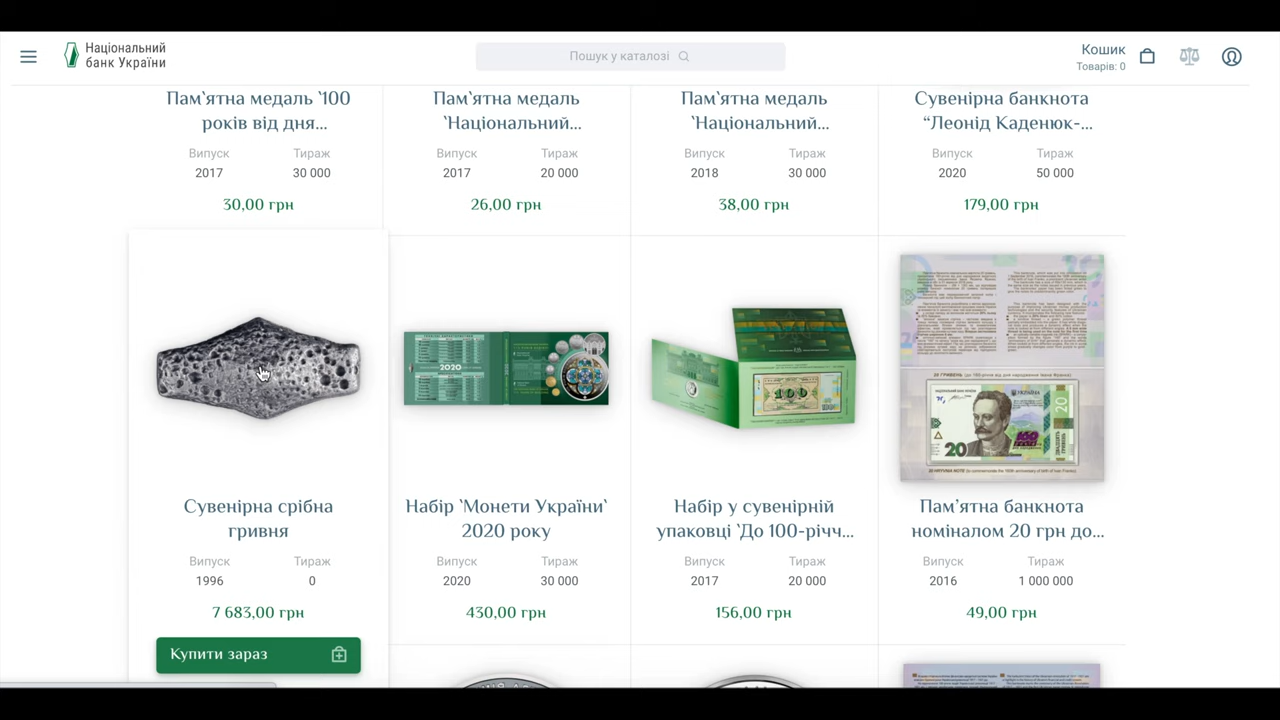 Національний
банк України
Пошук у каталозі
Кошик
Товарів: 0
Пам`ятна медаль `100
років від дня...
Випуск Тираж
2017 30 000
30,00 грн
Пам`ятна медаль
`Національний...
Випуск Тираж
2017 20 000
26,00 грн
Пам`ятна медаль
`Національний...
Випуск Тираж
2018 30 000
38,00 грн
Сувенірна банкнота
“Леонід Каденюк-...
Випуск Тираж
2020 50 000
179,00 грн
Сувенірна срібна
гривня
Випуск Тираж
1996 0
7 683,00 грн
Купити зараз
2020
Набір `Монети України`
2020 року
Випуск Тираж
2020 30 000
430,00 грн
100
Набір у сувенірній
упаковці `До 100-річч...
Випуск Тираж
2017 20 000
156,00 грн
20
20
Пам’ятна банкнота
номіналом 20 грн до...
Випуск Тираж
2016 1 000 000
49,00 грн